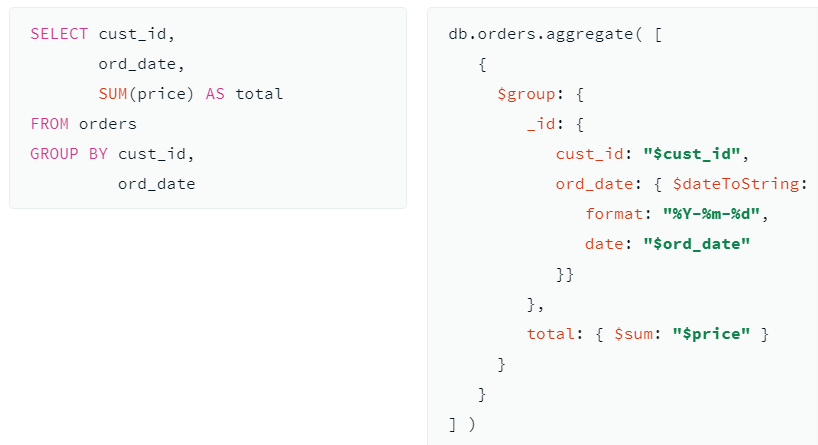 SELECT cust_id,
ord_date,
SUM(price) AS total
FROM orders
GROUP BY cust_id,
ord_date
db.orders.aggregate( [
{
$group: {
_id: {
cust_id: "$cust_id",
ord_date: { $dateToString:
format: "%Y-%m-%d",
date: "$ord_date"
}}
},
total: { $sum: "$price" }
}
}
] )